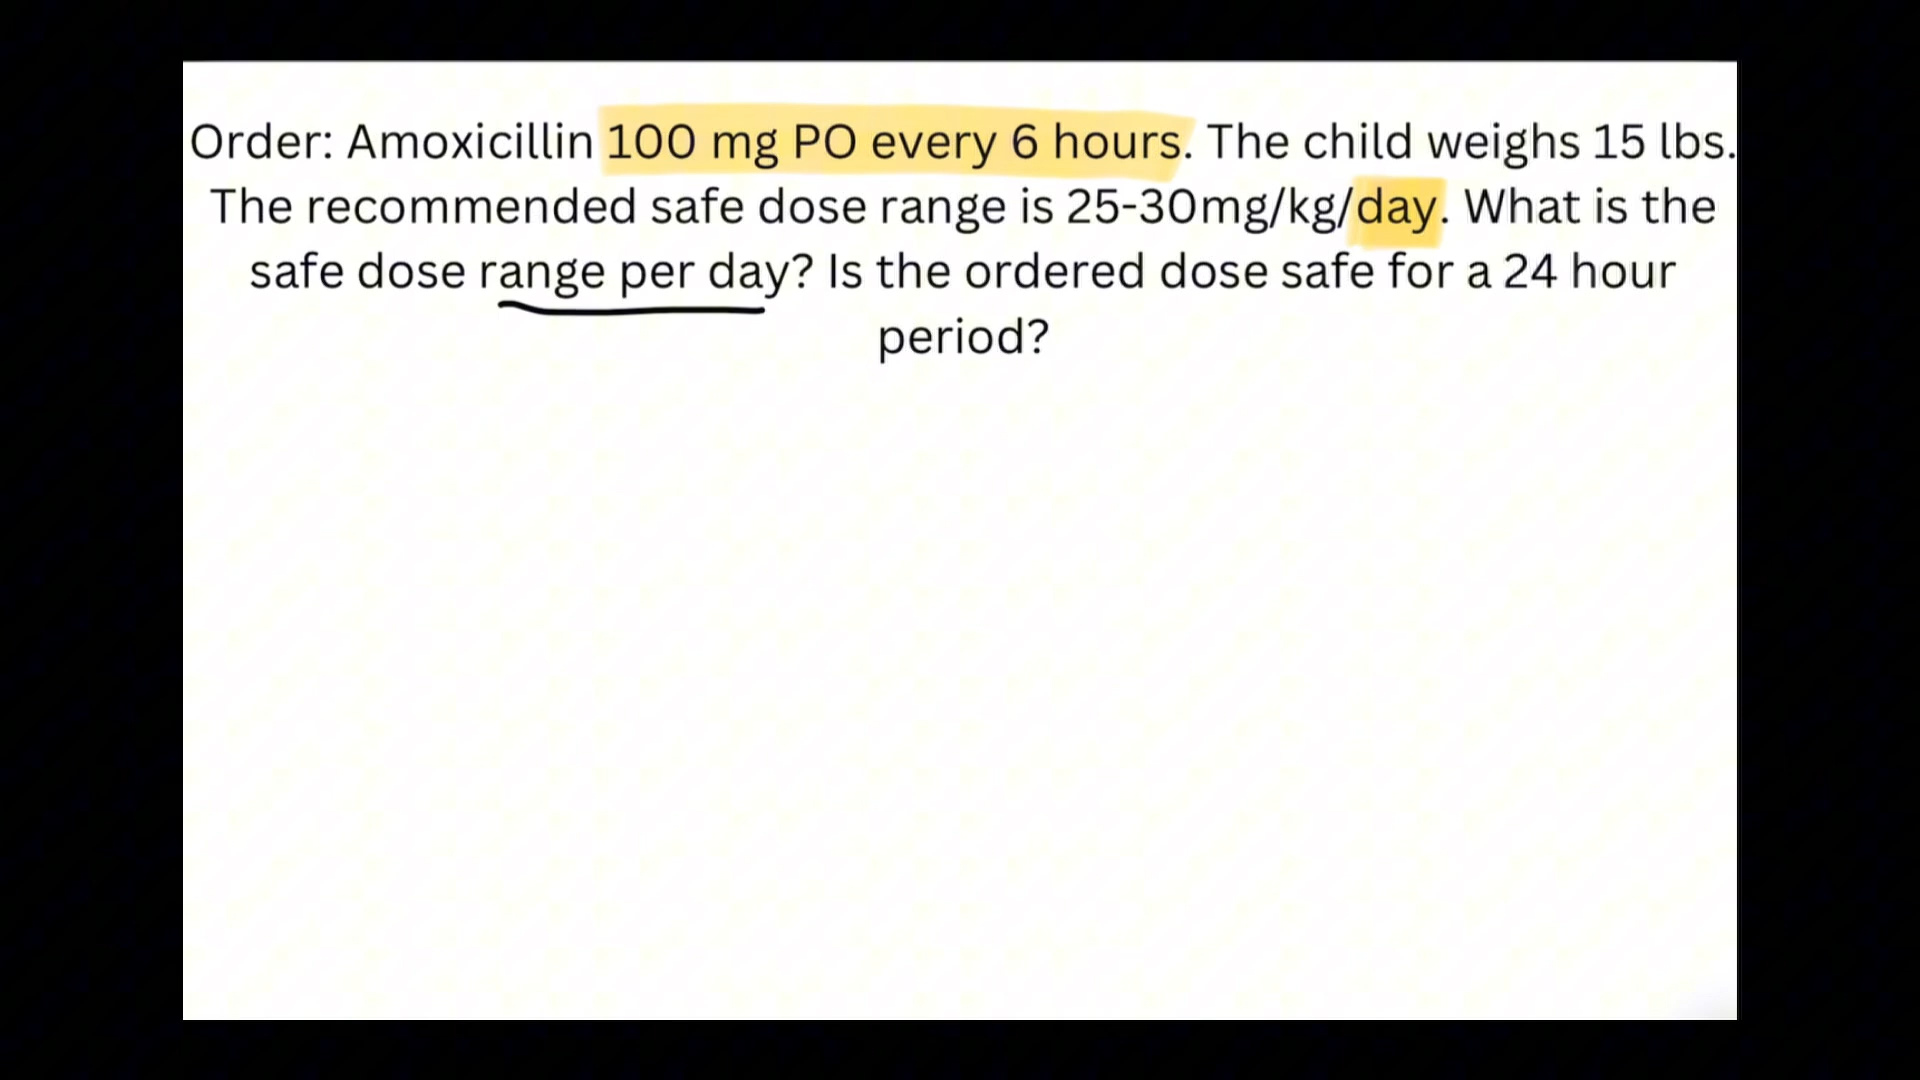 Order: Amoxicillin 100 mg PO every 6 hours. The child weighs 15 lbs.
The recommended safe dose range is 25-30mg/kg/day. What is the
safe dose range per day? Is the ordered dose safe for a 24 hour
period?